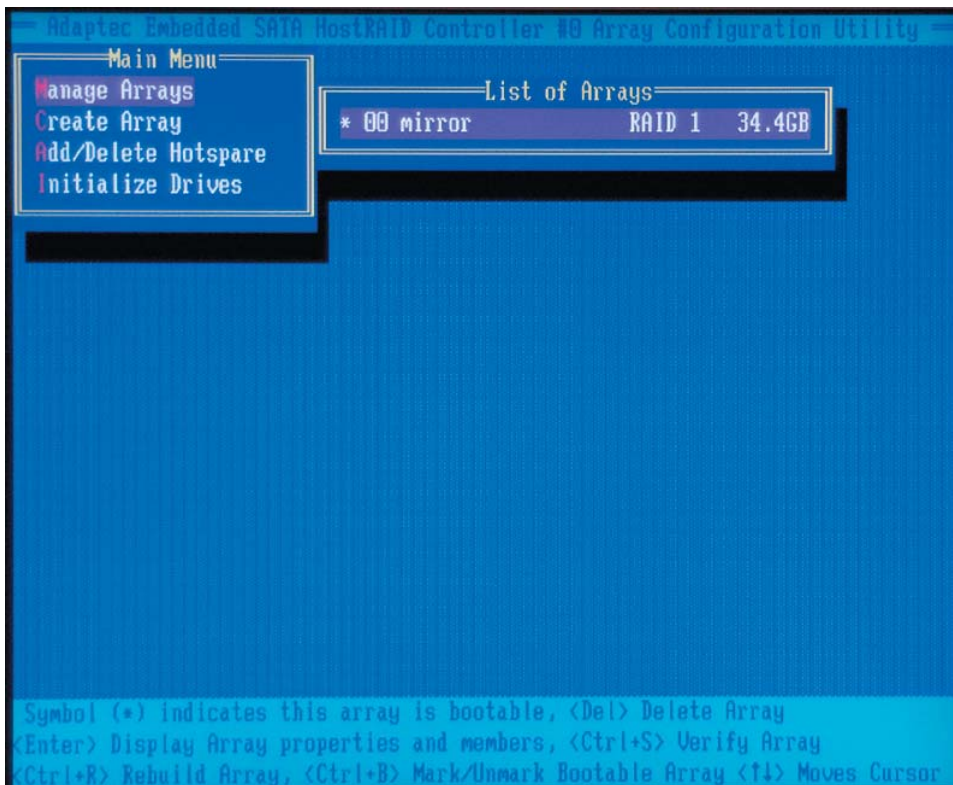 Adaptec Embedded SATA HostRAID Controller #0 Array Configuration Utility
Main Menu
Manage Arrays
Create Array
Add/Delete Hotspare
Initialize Drives
List of Arrays
* 00 mirror RAID 1 34.4GB
Symbol (*) indicates this array is bootable, <Del> Delete Array
<Enter> Display Array properties and members, <Ctrl+S> Verify Array
<Ctrl+R> Rebuild Array, <Ctrl+B> Mark/Unmark Bootable Array <↑↓> Moves Cursor